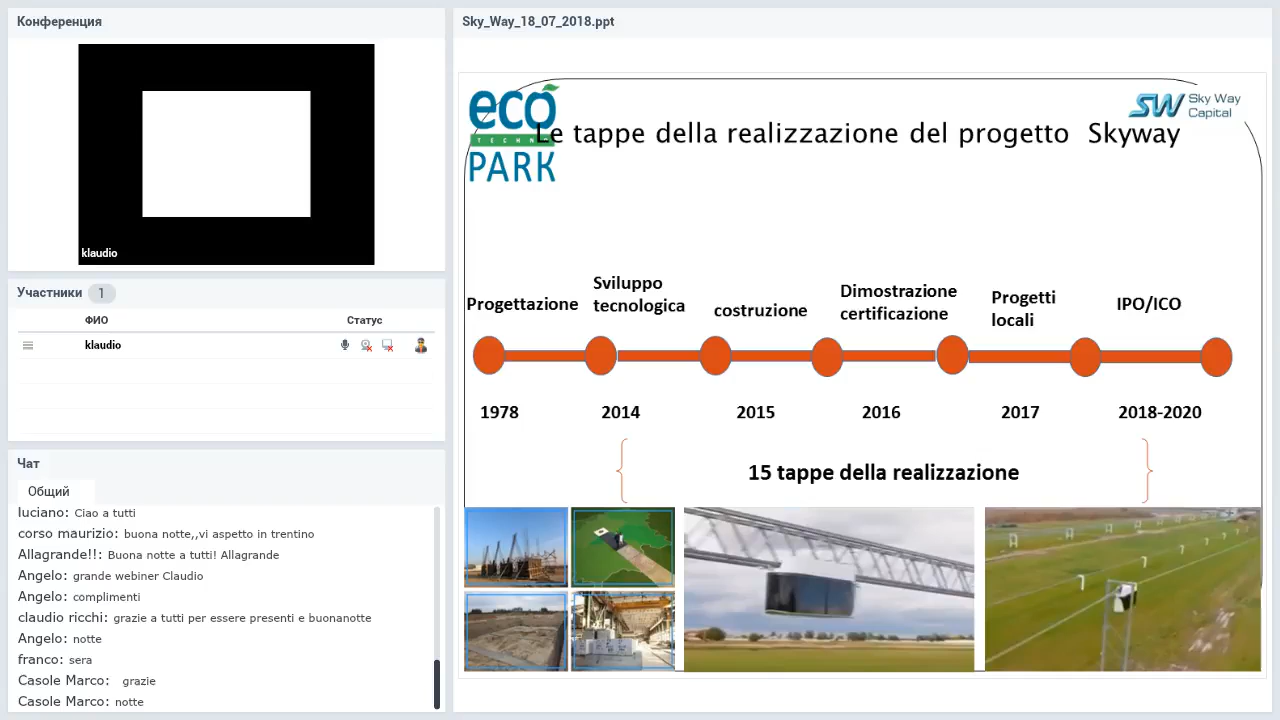 Конференция
klaudio
Участники 1
ФИО Статус
klaudio
Чат
Общий
luciano: Ciao a tutti
corso maurizio: buona notte,,vi aspetto in trentino
Allagrande!!: Buona notte a tutti! Allagrande
Angelo: grande webiner Claudio
Angelo: complimenti
claudio ricchi: grazie a tutti per essere presenti e buonanotte
Angelo: notte
franco: sera
Casole Marco: grazie
Casole Marco: notte
Sky_Way_18_07_2018.ppt
eco
TECHNO
PARK
SW Sky Way
Capital
Le tappe della realizzazione del progetto Skyway
Progettazione
Sviluppo
tecnologica
costruzione
Dimostrazione
certificazione
Progetti
locali
IPO/ICO
1978 2014 2015 2016 2017 2018-2020
15 tappe della realizzazione